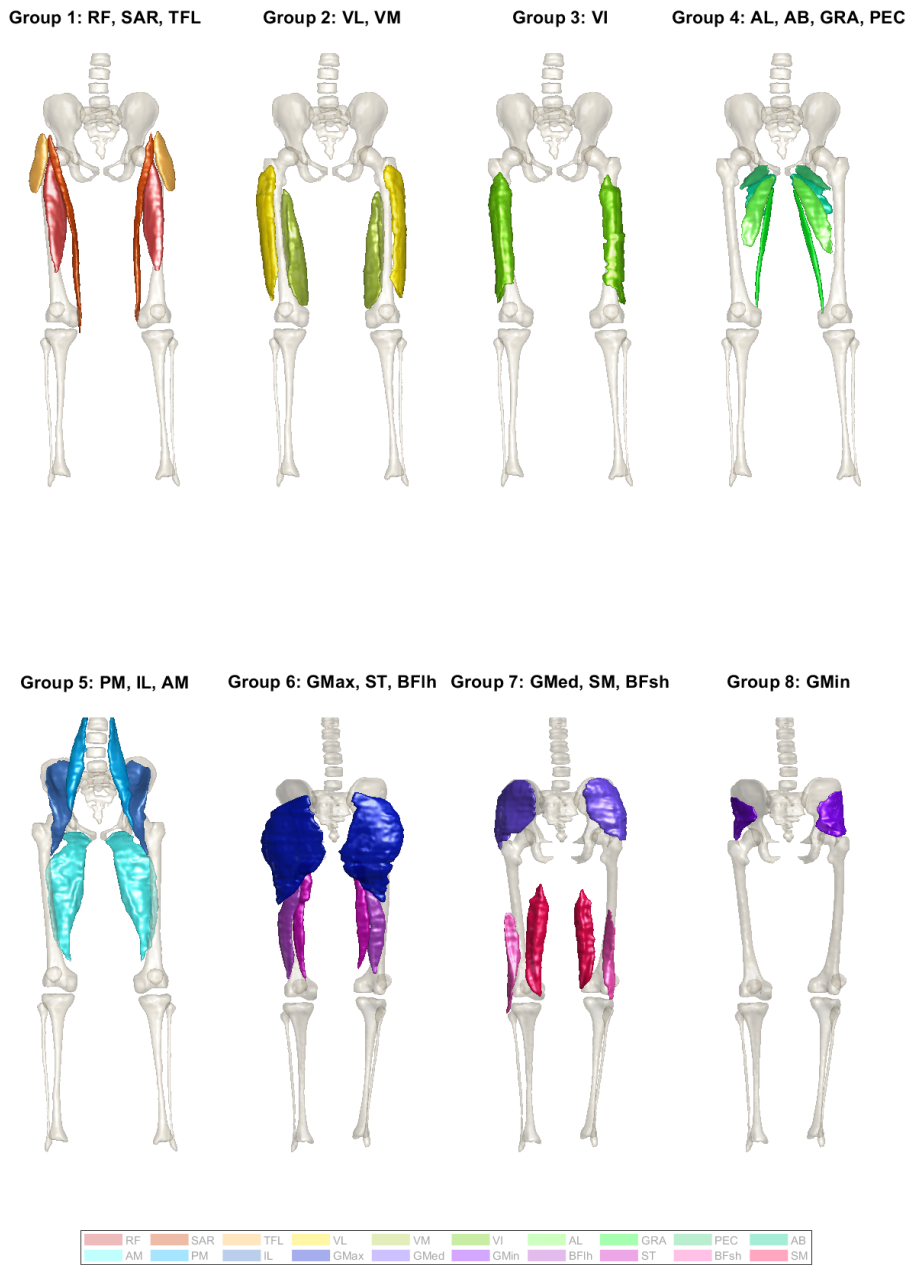 Group 1: RF, SAR, TFL
Group 2: VL, VM
Group 3: VI
Group 4: AL, AB, GRA, PEC
Group 5: PM, IL, AM
Group 6: GMax, ST, BFlh
Group 7: GMed, SM, BFsh
Group 8: GMin
RF SAR TFL VL VM VI AL GRA PEC AB
AM PM IL GMax GMed GMin BFlh ST BFsh SM